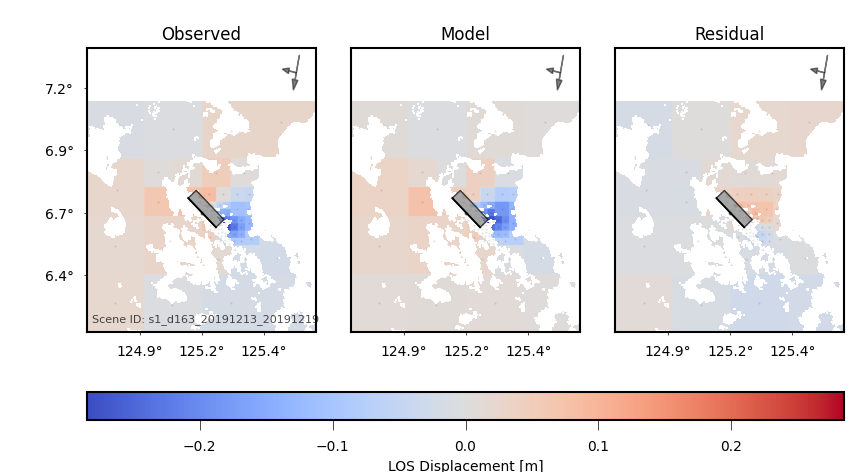 Observed
Model
Residual
7.2°
6.9°
6.7°
6.4°
Scene ID: s1_d163_20191213_20191219
124.9° 125.2° 125.4°
124.9° 125.2° 125.4°
124.9° 125.2° 125.4°
−0.2 −0.1 0.0 0.1 0.2
LOS Displacement [m]